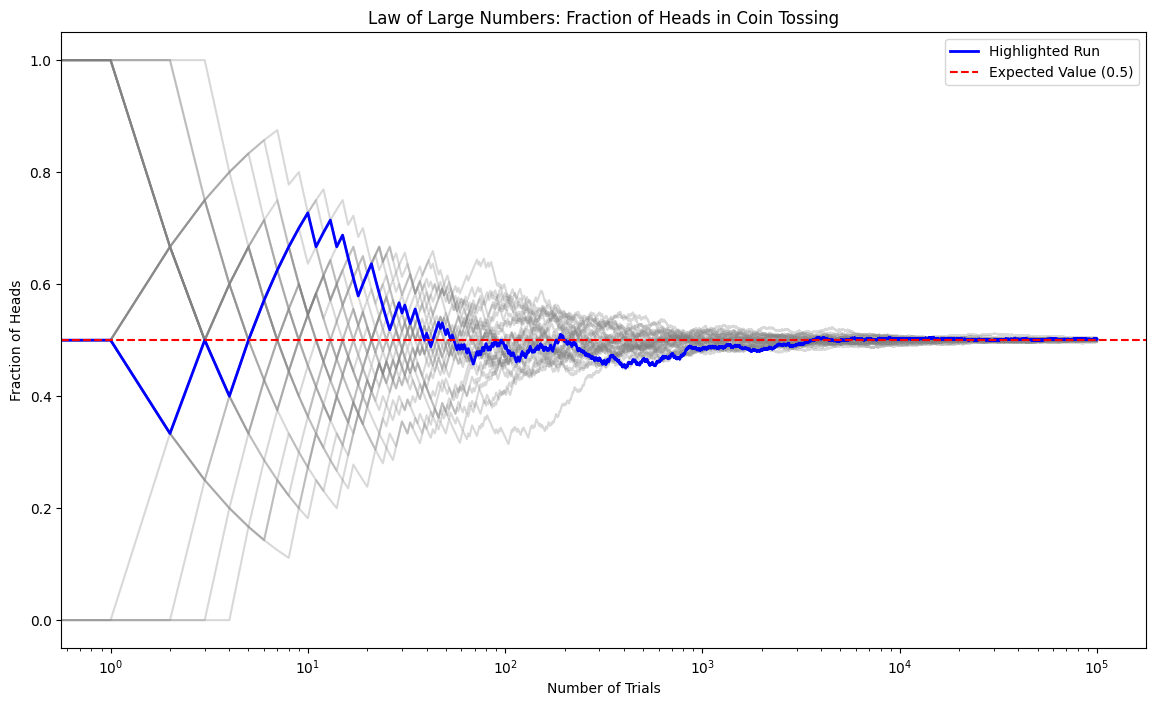 Law of Large Numbers: Fraction of Heads in Coin Tossing
Highlighted Run
Expected Value (0.5)
Fraction of Heads
1.0
0.8
0.6
0.4
0.2
0.0
10⁰ 10¹ 10² 10³ 10⁴ 10⁵
Number of Trials